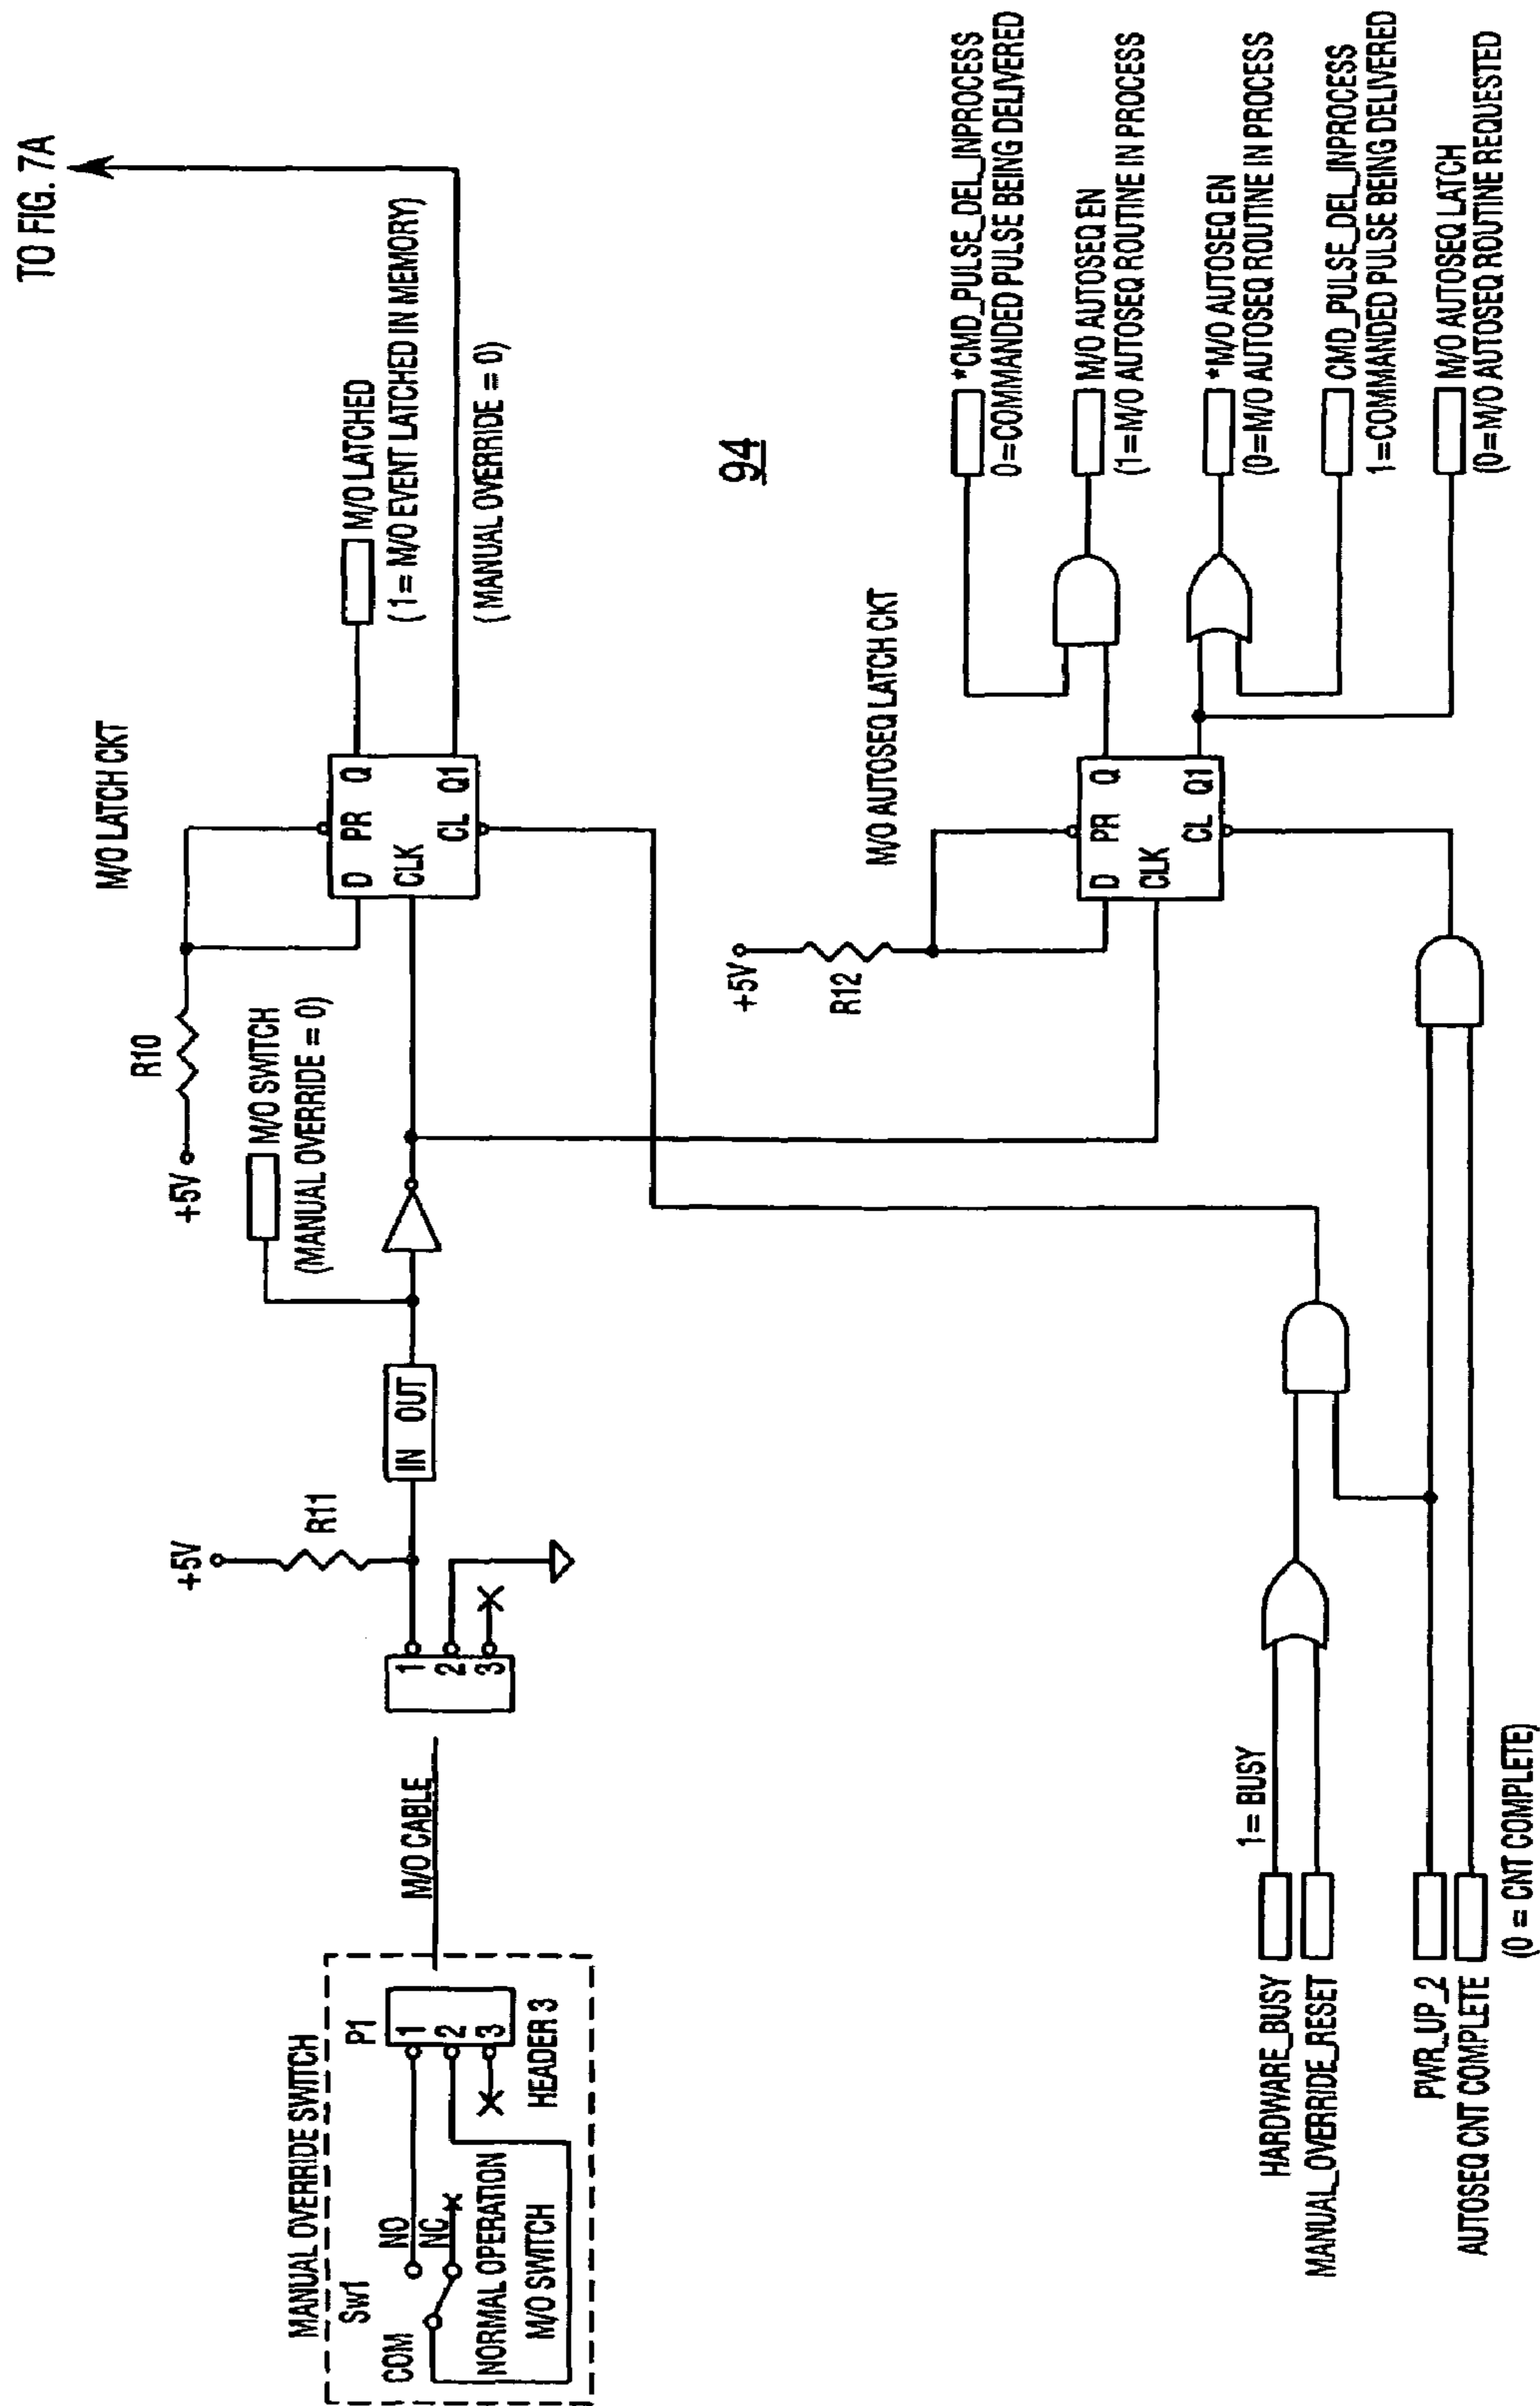 TO FIG. 7A
MANUAL OVERRIDE SWITCH
Sw1
COM
NO
NC
NORMAL OPERATION
M/O SWITCH
P1
1
2
3
HEADER 3
M/O CABLE
1
2
3
+5V
R11
IN OUT
M/O SWITCH
(MANUAL OVERRIDE = 0)
+5V
R10
M/O LATCH CKT
D PR Q
CLK
CL Q1
M/O LATCHED
(1= M/O EVENT LATCHED IN MEMORY)
(MANUAL OVERRIDE = 0)
94
+5V
R12
M/O AUTOSEQ LATCH CKT
D PR Q
CLK
CL Q1
*CMD_PULSE_DEL_INPROCESS
0=COMMANDED PULSE BEING DELIVERED
M/O AUTOSEQ EN
(1=M/O AUTOSEQ ROUTINE IN PROCESS
*M/O AUTOSEQ EN
(0=M/O AUTOSEQ ROUTINE IN PROCESS
CMD_PULSE_DEL_INPROCESS
1=COMMANDED PULSE BEING DELIVERED
M/O AUTOSEQ LATCH
(0=M/O AUTOSEQ ROUTINE REQUESTED
HARDWARE_BUSY
1= BUSY
MANUAL_OVERRIDE_RESET
PWR_UP_2
AUTOSEQ CNT COMPLETE
(0 = CNT COMPLETE)